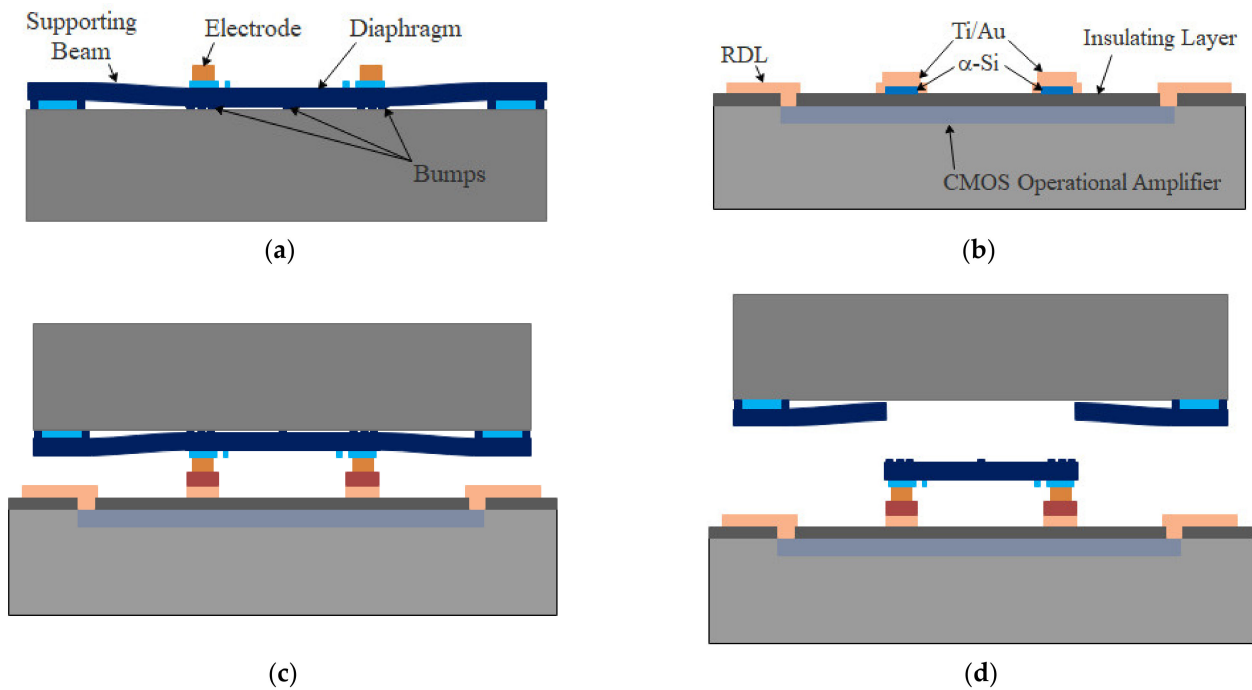 Supporting
Beam
Electrode
Diaphragm
Bumps
(a)
Ti/Au
α-Si
RDL
Insulating Layer
CMOS Operational Amplifier
(b)
(c)
(d)